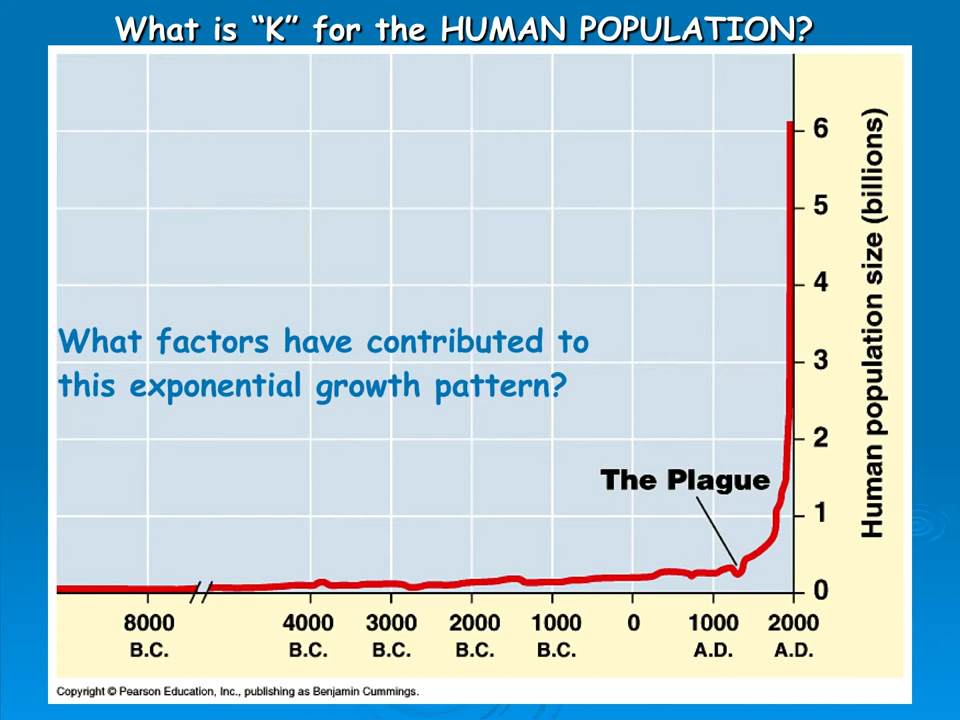 What is “K” for the HUMAN POPULATION?
6
5
4
3
2
1
0
Human population size (billions)
What factors have contributed to
this exponential growth pattern?
The Plague
8000 4000 3000 2000 1000 0 1000 2000
B.C. B.C. B.C. B.C. B.C. A.D. A.D.
Copyright © Pearson Education, Inc., publishing as Benjamin Cummings.